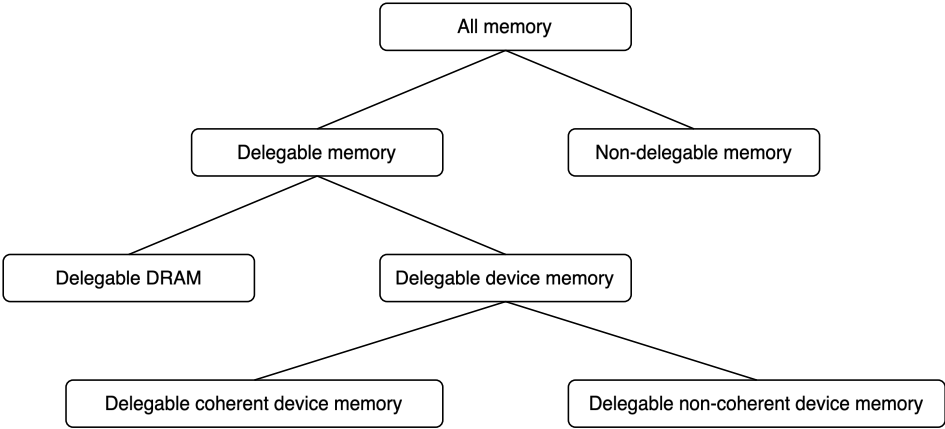 All memory
Delegable memory
Non-delegable memory
Delegable DRAM
Delegable device memory
Delegable coherent device memory
Delegable non-coherent device memory